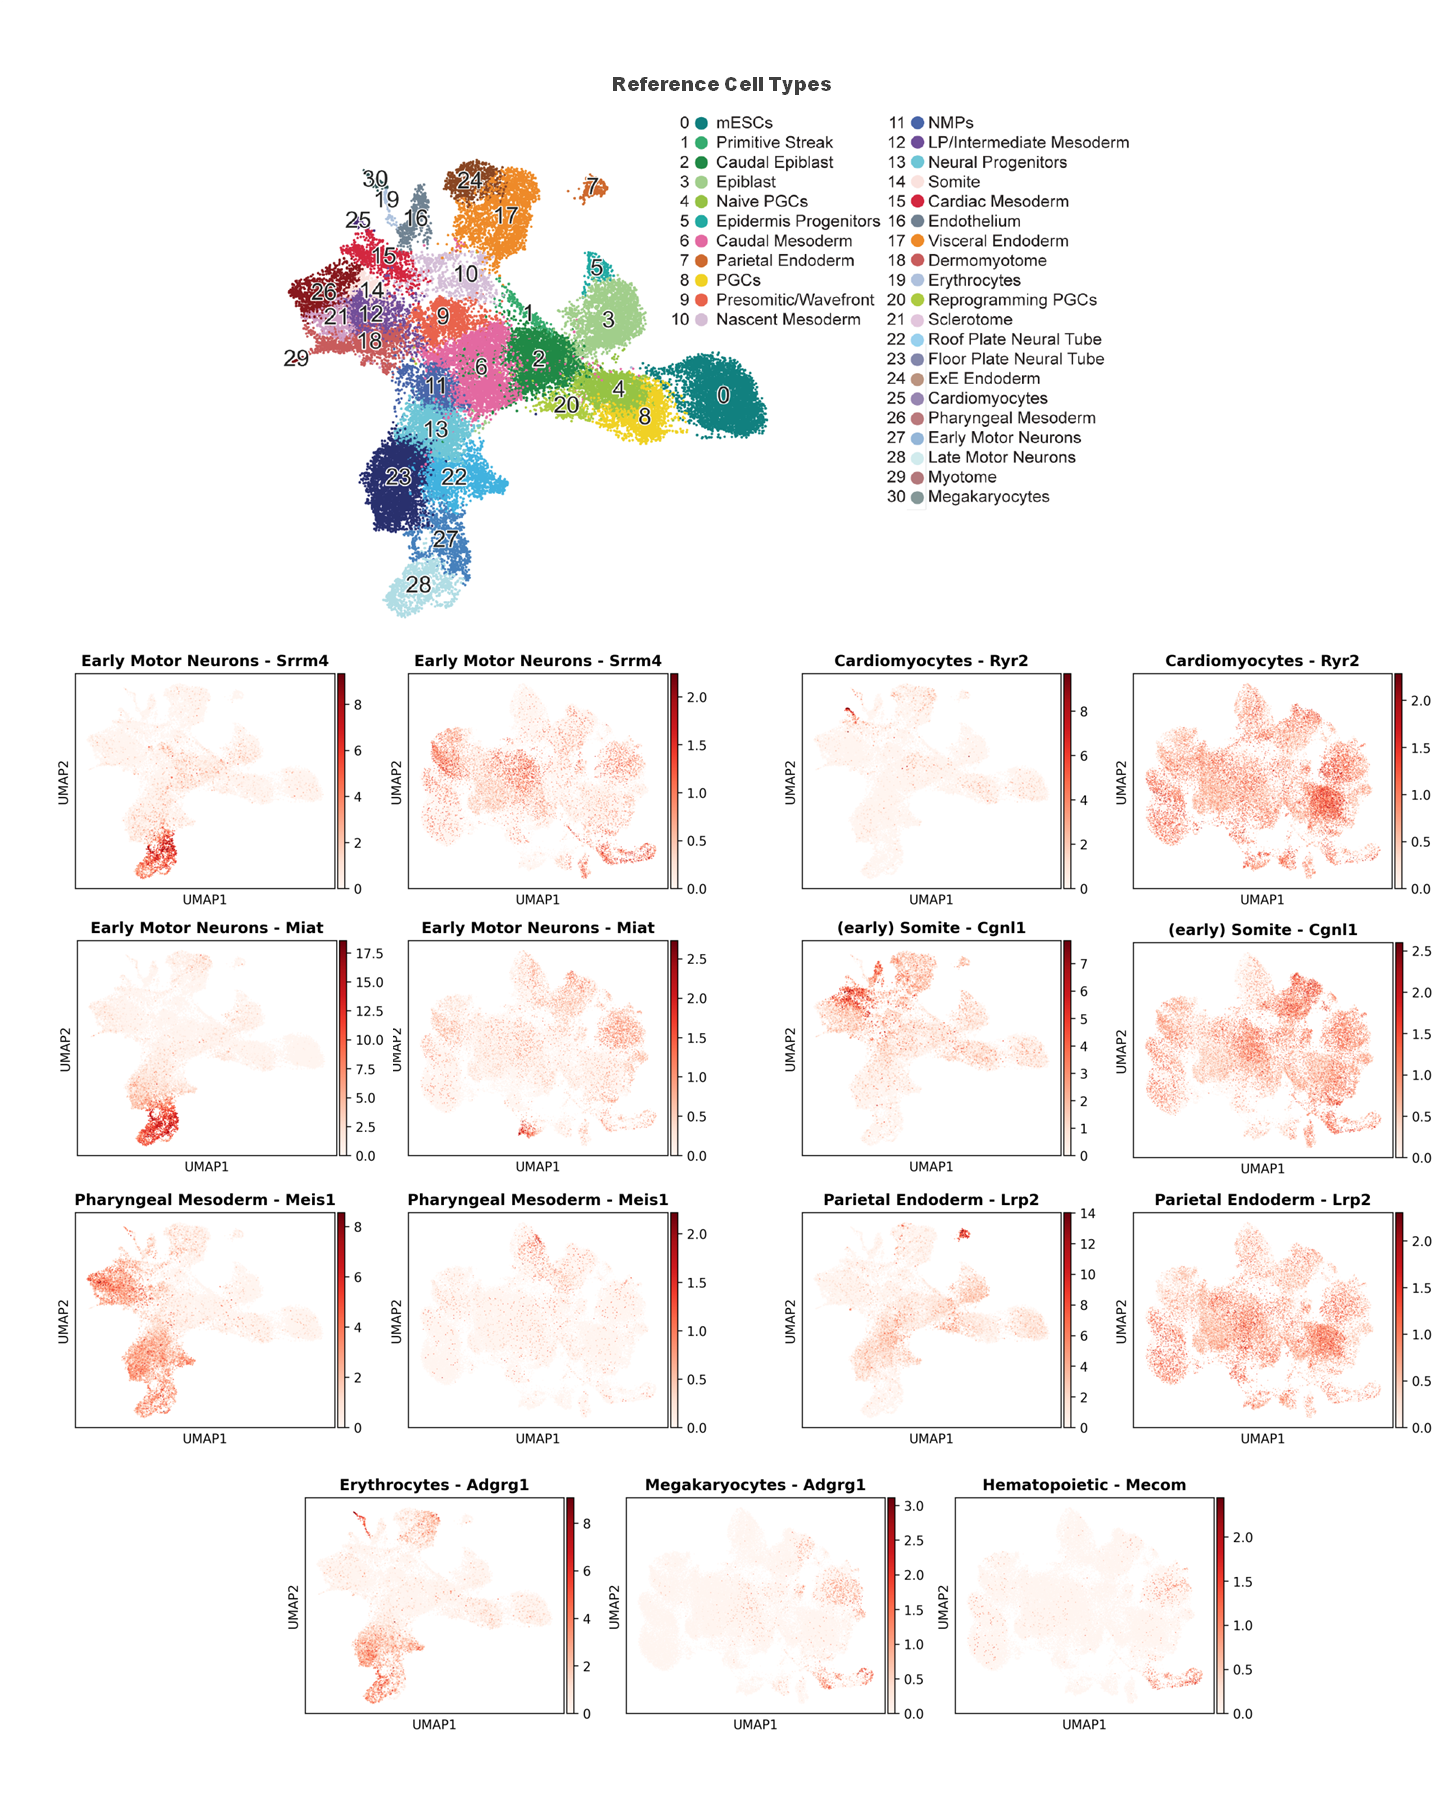 Reference Cell Types
0 mESCs
1 Primitive Streak
2 Caudal Epiblast
3 Epiblast
4 Naive PGCs
5 Epidermis Progenitors
6 Caudal Mesoderm
7 Parietal Endoderm
8 PGCs
9 Presomitic/Wavefront
10 Nascent Mesoderm
11 NMPs
12 LP/Intermediate Mesoderm
13 Neural Progenitors
14 Somite
15 Cardiac Mesoderm
16 Endothelium
17 Visceral Endoderm
18 Dermomyotome
19 Erythrocytes
20 Reprogramming PGCs
21 Sclerotome
22 Roof Plate Neural Tube
23 Floor Plate Neural Tube
24 ExE Endoderm
25 Cardiomyocytes
26 Pharyngeal Mesoderm
27 Early Motor Neurons
28 Late Motor Neurons
29 Myotome
30 Megakaryocytes
30
24
7
19
17
25
16
15
10
5
26
14
21
12
9
1
3
18
29
2
6
11
4
0
20
8
13
23
22
27
28
Early Motor Neurons - Srrm4
UMAP2
UMAP1
8
6
4
2
0
Early Motor Neurons - Srrm4
UMAP2
UMAP1
2.0
1.5
1.0
0.5
0.0
Cardiomyocytes - Ryr2
UMAP2
UMAP1
8
6
4
2
0
Cardiomyocytes - Ryr2
UMAP2
UMAP1
2.0
1.5
1.0
0.5
0.0
Early Motor Neurons - Miat
UMAP2
UMAP1
17.5
15.0
12.5
10.0
7.5
5.0
2.5
0.0
Early Motor Neurons - Miat
UMAP2
UMAP1
2.5
2.0
1.5
1.0
0.5
0.0
(early) Somite - Cgnl1
UMAP2
UMAP1
7
6
5
4
3
2
1
0
(early) Somite - Cgnl1
UMAP2
UMAP1
2.5
2.0
1.5
1.0
0.5
0.0
Pharyngeal Mesoderm - Meis1
UMAP2
UMAP1
8
6
4
2
0
Pharyngeal Mesoderm - Meis1
UMAP2
UMAP1
2.0
1.5
1.0
0.5
0.0
Parietal Endoderm - Lrp2
UMAP2
UMAP1
14
12
10
8
6
4
2
0
Parietal Endoderm - Lrp2
UMAP2
UMAP1
2.0
1.5
1.0
0.5
0.0
Erythrocytes - Adgrg1
UMAP2
UMAP1
8
6
4
2
0
Megakaryocytes - Adgrg1
UMAP2
UMAP1
3.0
2.5
2.0
1.5
1.0
0.5
0.0
Hematopoietic - Mecom
UMAP2
UMAP1
2.0
1.5
1.0
0.5
0.0